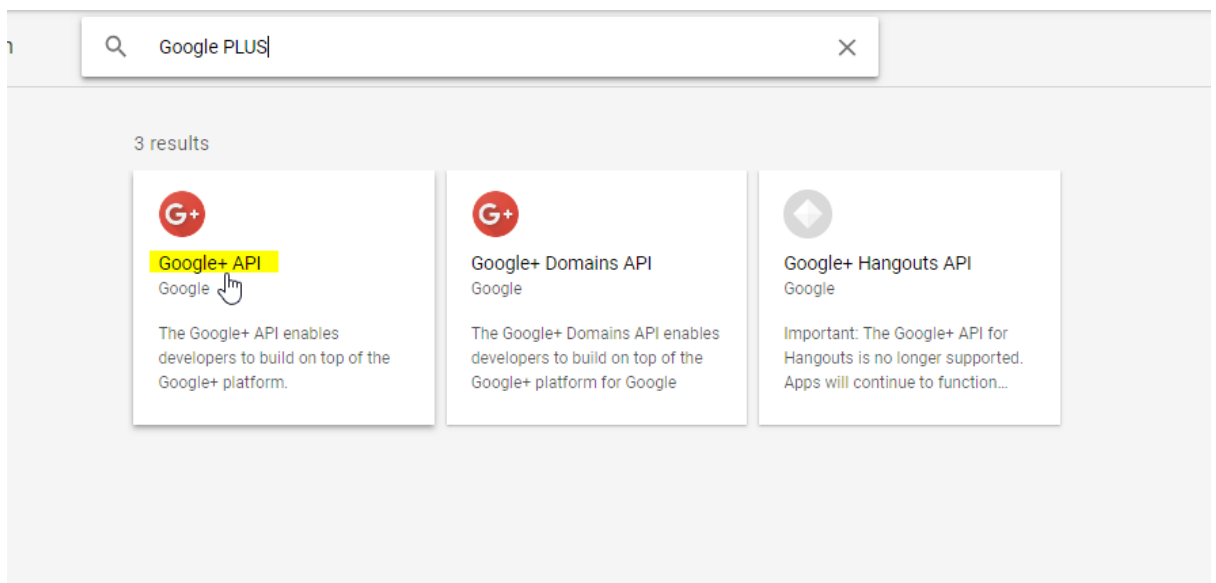 Google PLUS
3 results
G+
Google+ API
Google
The Google+ API enables
developers to build on top of the
Google+ platform.
G+
Google+ Domains API
Google
The Google+ Domains API enables
developers to build on top of the
Google+ platform for Google
Google+ Hangouts API
Google
Important: The Google+ API for
Hangouts is no longer supported.
Apps will continue to function...